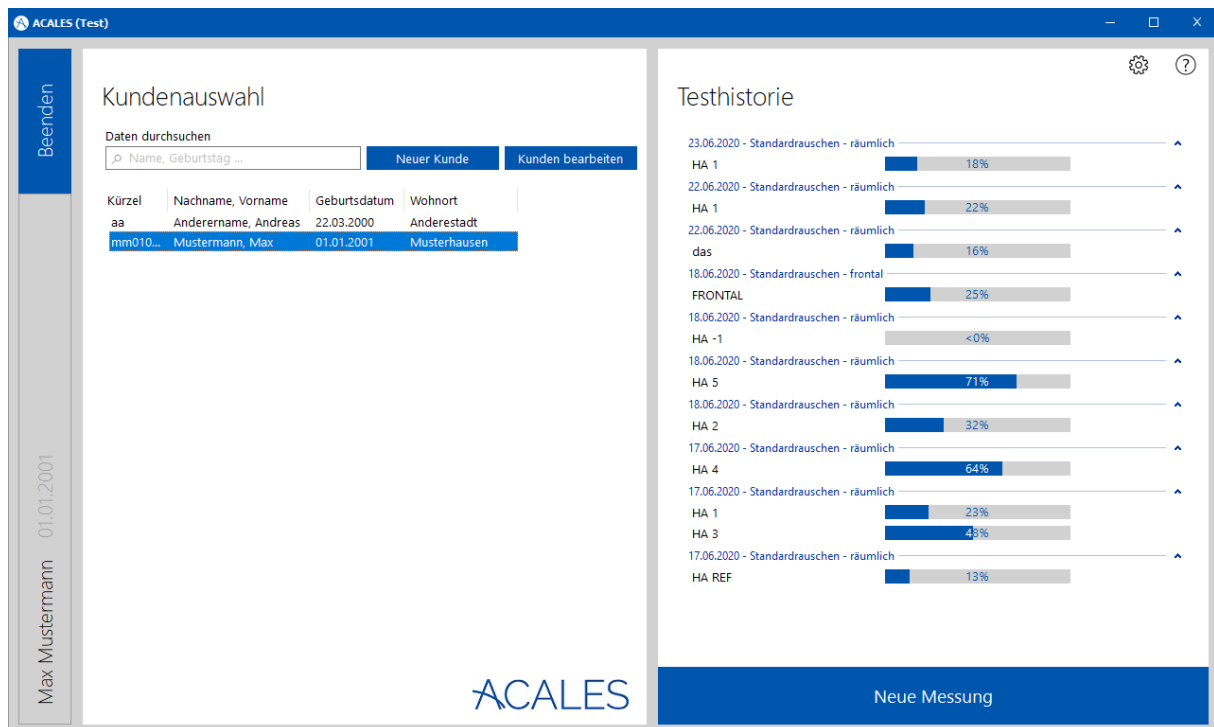 ACALES (Test)
Beenden
Max Mustermann 01.01.2001
Kundenauswahl
Daten durchsuchen
Name, Geburtstag ...
Neuer Kunde
Kunden bearbeiten
Kürzel Nachname, Vorname Geburtsdatum Wohnort
aa Anderername, Andreas 22.03.2000 Anderestadt
mm010... Mustermann, Max 01.01.2001 Musterhausen
ACALES
Testhistorie
23.06.2020 - Standardrauschen - räumlich
HA 1 18%
22.06.2020 - Standardrauschen - räumlich
HA 1 22%
22.06.2020 - Standardrauschen - räumlich
das 16%
18.06.2020 - Standardrauschen - frontal
FRONTAL 25%
18.06.2020 - Standardrauschen - räumlich
HA -1 <0%
18.06.2020 - Standardrauschen - räumlich
HA 5 71%
18.06.2020 - Standardrauschen - räumlich
HA 2 32%
17.06.2020 - Standardrauschen - räumlich
HA 4 64%
17.06.2020 - Standardrauschen - räumlich
HA 1 23%
HA 3 48%
17.06.2020 - Standardrauschen - räumlich
HA REF 13%
Neue Messung